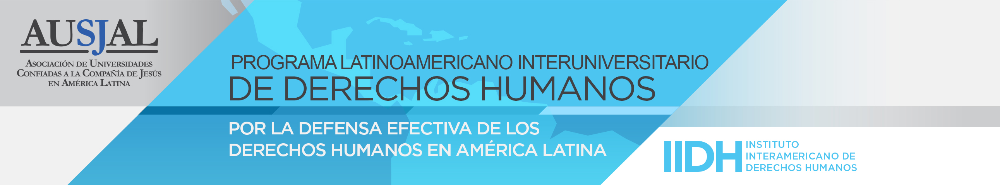 AUSJAL
ASOCIACIÓN DE UNIVERSIDADES
CONFIADAS A LA COMPAÑÍA DE JESÚS
EN AMÉRICA LATINA
PROGRAMA LATINOAMERICANO INTERUNIVERSITARIO
DE DERECHOS HUMANOS
POR LA DEFENSA EFECTIVA DE LOS
DERECHOS HUMANOS EN AMÉRICA LATINA
IIDH
INSTITUTO
INTERAMERICANO DE
DERECHOS HUMANOS